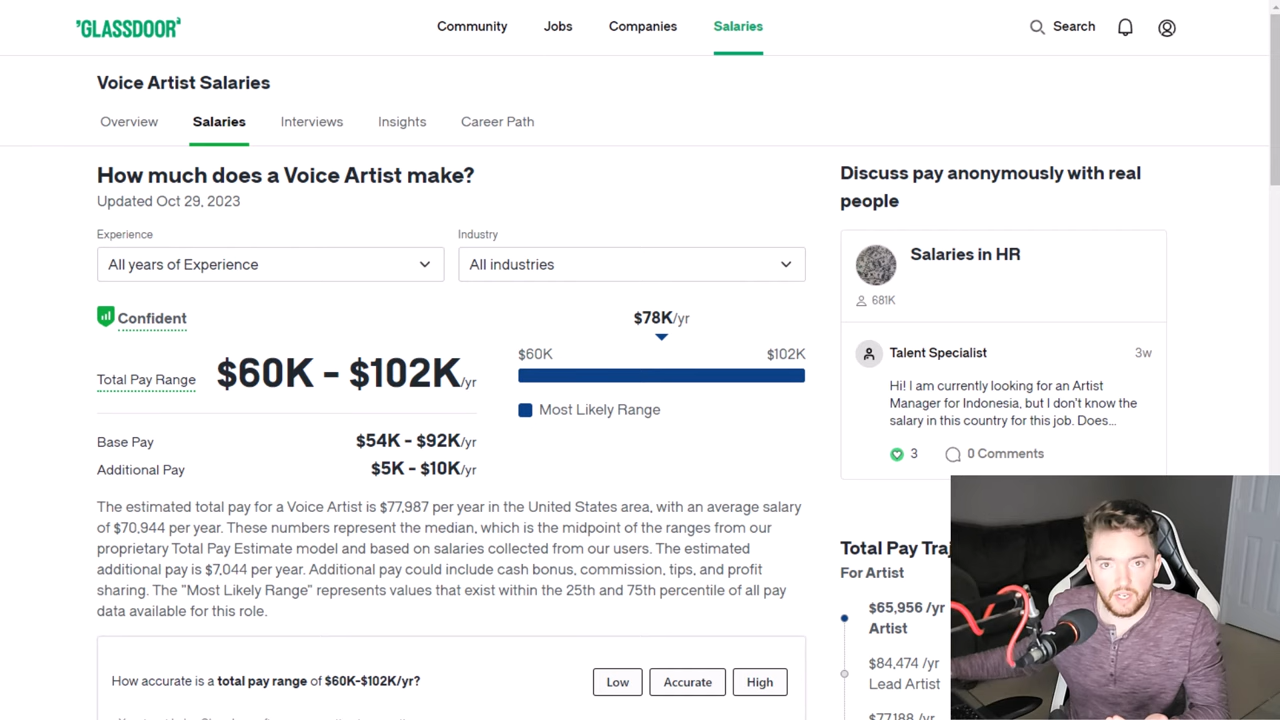 GLASSDOOR
Community
Jobs
Companies
Salaries
Search
Voice Artist Salaries
Overview
Salaries
Interviews
Insights
Career Path
How much does a Voice Artist make?
Updated Oct 29, 2023
Experience
Industry
All years of Experience
All industries
Confident
Total Pay Range
$60K - $102K/yr
$78K/yr
$60K
$102K
Most Likely Range
Base Pay
$54K - $92K/yr
Additional Pay
$5K - $10K/yr
The estimated total pay for a Voice Artist is $77,987 per year in the United States area, with an average salary
of $70,944 per year. These numbers represent the median, which is the midpoint of the ranges from our
proprietary Total Pay Estimate model and based on salaries collected from our users. The estimated
additional pay is $7,044 per year. Additional pay could include cash bonus, commission, tips, and profit
sharing. The "Most Likely Range" represents values that exist within the 25th and 75th percentile of all pay
data available for this role.
How accurate is a total pay range of $60K-$102K/yr?
Low
Accurate
High
Discuss pay anonymously with real
people
Salaries in HR
681K
Talent Specialist
3w
Hi! I am currently looking for an Artist
Manager for Indonesia, but I don't know the
salary in this country for this job. Does...
3
0 Comments
Total Pay
For Artist
$65,956 /yr
Artist
$84,474 /yr
Lead Artist
$77,188 /yr